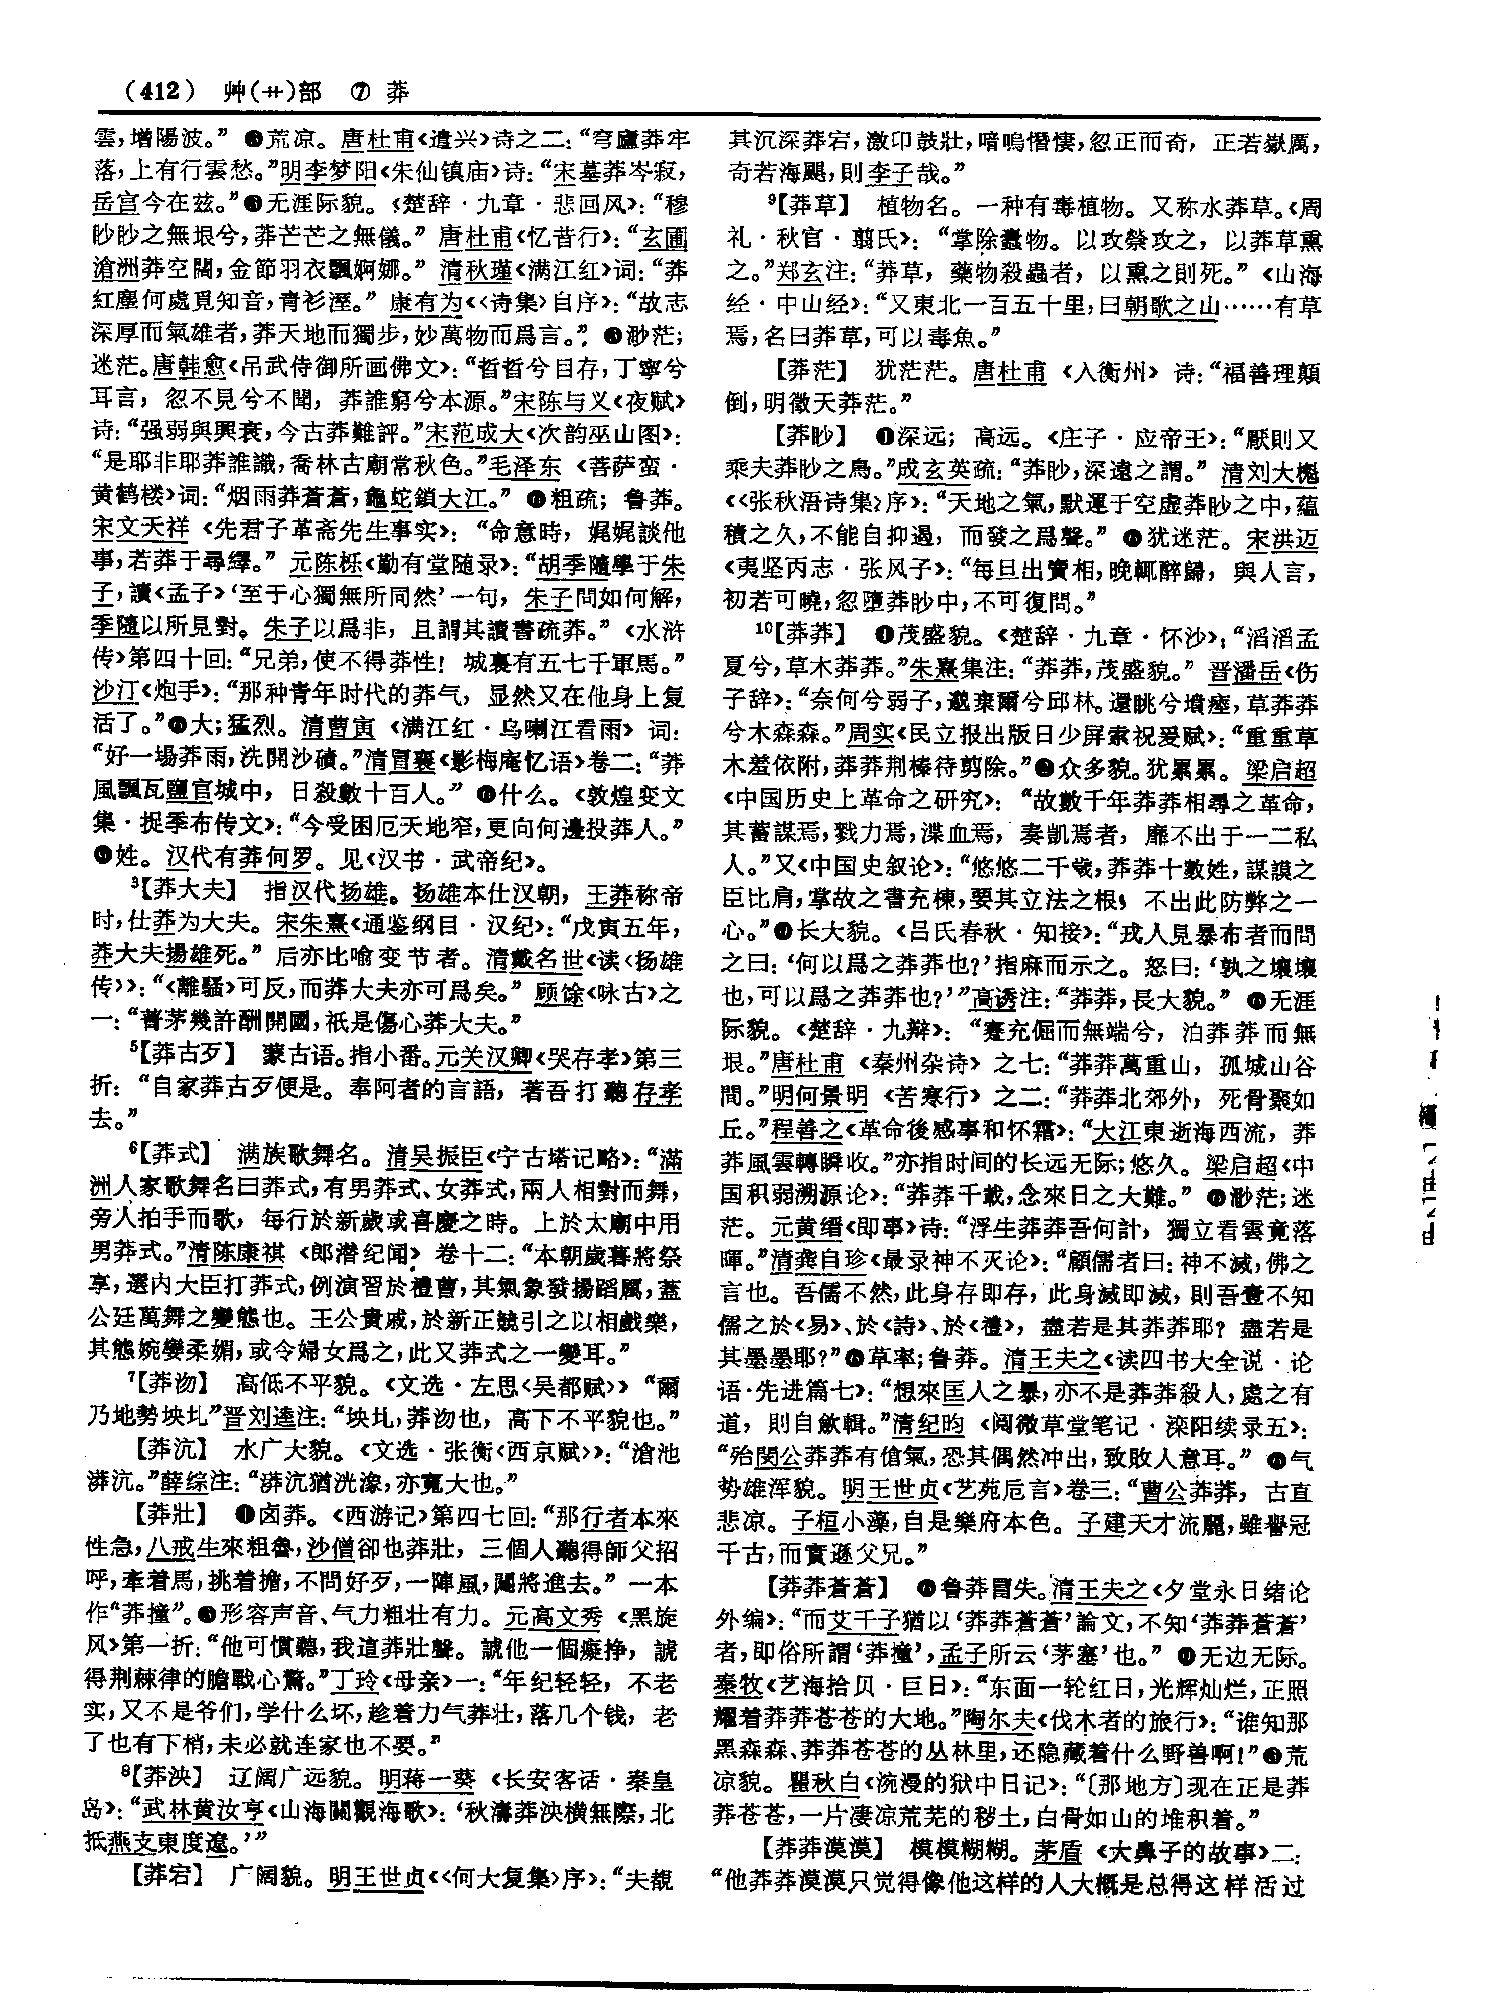 (412) 艸(艹)部 ⑦ 莽
雲，增陽波。”❷荒凉。唐杜甫《遣兴》诗之二：“穹廬莽牢
落，上有行雲愁。”明李梦阳《朱仙镇庙》诗：“宋墓莽岑寂，
岳宫今在兹。”❸无涯际貌。《楚辞·九章·悲回风》：“穆
眇眇之無垠兮，莽芒芒之無儀。”唐杜甫《忆昔行》：“玄圃
滄洲莽空闊，金節羽衣飄婀娜。”清秋瑾《满江红》词：“莽
紅塵何處覓知音，青衫溼。”康有为《〈诗集〉自序》：“故志
深厚而氣雄者，莽天地而獨步，妙萬物而爲言。”❹渺茫；
迷茫。唐韩愈《吊武侍御所画佛文》：“晢晢兮目存，丁寧兮
耳言，忽不見兮不聞，莽誰窮兮本源。”宋陈与义《夜赋》
诗：“强弱與興衰，今古莽難評。”宋范成大《次韵巫山图》：
“是耶非耶莽誰識，喬林古廟常秋色。”毛泽东《菩萨蛮·
黄鹤楼》词：“烟雨莽蒼蒼，龜蛇鎖大江。”❺粗疏；鲁莽。
宋文天祥《先君子革斋先生事实》：“命意時，娓娓談他
事，若莽于尋繹。”元陈栎《勤有堂随录》：“胡季隨學于朱
子，讀《孟子》‘至于心獨無所同然’一句，朱子問如何解，
季隨以所見對。朱子以爲非，且謂其讀書疏莽。”《水浒
传》第四十回：“兄弟，使不得莽性！城裏有五七千軍馬。”
沙汀《炮手》：“那种青年时代的莽气，显然又在他身上复
活了。”❻大；猛烈。清曹寅《满江红·乌喇江看雨》词：
“好一場莽雨，洗開沙磧。”清冒襄《影梅庵忆语》卷二：“莽
風飄瓦鹽官城中，日殺數十百人。”❼什么。《敦煌变文
集·捉季布传文》：“今受困厄天地窄，更向何邊投莽人。”
❽姓。汉代有莽何罗。见《汉书·武帝纪》。
³【莽大夫】 指汉代扬雄。扬雄本仕汉朝，王莽称帝
时，仕莽为大夫。宋朱熹《通鉴纲目·汉纪》：“戊寅五年，
莽大夫揚雄死。”后亦比喻变节者。清戴名世《读〈扬雄
传〉》：“《離騷》可反，而莽大夫亦可爲矣。”顾馀《咏古》之
一：“菁茅幾許酬開國，祇是傷心莽大夫。”
⁵【莽古歹】 蒙古语。指小番。元关汉卿《哭存孝》第三
折：“自家莽古歹便是。奉阿者的言語，著吾打聽存孝
去。”
⁶【莽式】 满族歌舞名。清吴振臣《宁古塔记略》：“滿
洲人家歌舞名曰莽式，有男莽式、女莽式，兩人相對而舞，
旁人拍手而歌，每行於新歲或喜慶之時。上於太廟中用
男莽式。”清陈康祺《郎潜纪闻》卷十二：“本朝歲暮將祭
享，選内大臣打莽式，例演習於禮曹，其氣象發揚蹈厲，蓋
公廷萬舞之變態也。王公貴戚，於新正競引之以相戲樂，
其態婉孌柔媚，或令婦女爲之，此又莽式之一變耳。”
⁷【莽沕】 高低不平貌。《文选·左思〈吴都赋〉》“爾
乃地勢坱圠”晋刘逵注：“坱圠，莽沕也，高下不平貌也。”
【莽沆】 水广大貌。《文选·张衡〈西京赋〉》：“滄池
漭沆。”薛综注：“漭沆猶洸潒，亦寬大也。”
【莽壯】 ❶卤莽。《西游记》第四七回：“那行者本來
性急，八戒生來粗魯，沙僧卻也莽壯，三個人聽得師父招
呼，牽着馬，挑着擔，不問好歹，一陣風，闖將進去。”一本
作“莽撞”。❷形容声音、气力粗壮有力。元高文秀《黑旋
风》第一折：“他可慣聽，我這莽壯聲。諕他一個癡挣，諕
得荆棘律的膽戰心驚。”丁玲《母亲》一：“年纪轻轻，不老
实，又不是爷们，学什么坏，趁着力气莽壮，落几个钱，老
了也有下梢，未必就连家也不要。”
⁸【莽泱】 辽阔广远貌。明蒋一葵《长安客话·秦皇
岛》：“武林黄汝亨《山海關觀海歌》：‘秋濤莽泱横無際，北
抵燕支東度遼。’”
【莽宕】 广阔貌。明王世贞《〈何大复集〉序》：“夫覩
其沉深莽宕，激卬鼓壯，喑嗚慴悽，忽正而奇，正若嶽厲，
奇若海颶，則李子哉。”
⁹【莽草】 植物名。一种有毒植物。又称水莽草。《周
礼·秋官·翦氏》：“掌除蠹物。以攻禜攻之，以莽草熏
之。”郑玄注：“莽草，藥物殺蟲者，以熏之則死。”《山海
经·中山经》：“又東北一百五十里，曰朝歌之山……有草
焉，名曰莽草，可以毒魚。”
【莽茫】 犹茫茫。唐杜甫《入衡州》诗：“福善理顛
倒，明徵天莽茫。”
【莽眇】 ❶深远；高远。《庄子·应帝王》：“厭則又
乘夫莽眇之鳥。”成玄英疏：“莽眇，深遠之謂。”清刘大櫆
《〈张秋浯诗集〉序》：“天地之氣，默運于空虚莽眇之中，蕴
積之久，不能自抑遏，而發之爲聲。”❷犹迷茫。宋洪迈
《夷坚丙志·张风子》：“每旦出賣相，晚輒醉歸，與人言，
初若可曉，忽墮莽眇中，不可復問。”
¹⁰【莽莽】 ❶茂盛貌。《楚辞·九章·怀沙》：“滔滔孟
夏兮，草木莽莽。”朱熹集注：“莽莽，茂盛貌。”晋潘岳《伤
子辞》：“奈何兮弱子，邈棄爾兮邱林。還眺兮墳瘞，草莽莽
兮木森森。”周实《民立报出版日少屏索祝爰赋》：“重重草
木羞依附，莽莽荆榛待剪除。”❷众多貌。犹累累。梁启超
《中国历史上革命之研究》：“故數千年莽莽相尋之革命，
其蓄謀焉，戮力焉，渫血焉，奏凱焉者，靡不出于一二私
人。”又《中国史叙论》：“悠悠二千載，莽莽十數姓，謀謨之
臣比肩，掌故之書充棟，要其立法之根，不出此防弊之一
心。”❸长大貌。《吕氏春秋·知接》：“戎人見暴布者而問
之曰：‘何以爲之莽莽也？’指麻而示之。怒曰：‘孰之壤壤
也，可以爲之莽莽也？’”高诱注：“莽莽，長大貌。”❹无涯
际貌。《楚辞·九辩》：“蹇充倔而無端兮，泊莽莽而無
垠。”唐杜甫《秦州杂诗》之七：“莽莽萬重山，孤城山谷
間。”明何景明《苦寒行》之二：“莽莽北郊外，死骨聚如
丘。”程善之《革命後感事和怀霜》：“大江東逝海西流，莽
莽風雲轉瞬收。”亦指时间的长远无际；悠久。梁启超《中
国积弱溯源论》：“莽莽千載，念來日之大難。”❺渺茫；迷
茫。元黄溍《即事》诗：“浮生莽莽吾何計，獨立看雲竟落
暉。”清龚自珍《最录神不灭论》：“顧儒者曰：神不滅，佛之
言也。吾儒不然，此身存即存，此身滅即滅，則吾壹不知
儒之於《易》、於《詩》、於《禮》，盡若是其莽莽耶？盡若是
其墨墨耶？”❻草率；鲁莽。清王夫之《读四书大全说·论
语·先进篇七》：“想來匡人之暴，亦不是莽莽殺人，處之有
道，則自斂輯。”清纪昀《阅微草堂笔记·滦阳续录五》：
“殆閔公莽莽有傖氣，恐其偶然冲出，致敗人意耳。”❼气
势雄浑貌。明王世贞《艺苑卮言》卷三：“曹公莽莽，古直
悲凉。子桓小藻，自是樂府本色。子建天才流麗，雖譽冠
千古，而實遜父兄。”
【莽莽蒼蒼】 ❶鲁莽冒失。清王夫之《夕堂永日绪论
外编》：“而艾千子猶以‘莽莽蒼蒼’論文，不知‘莽莽蒼蒼’
者，即俗所謂‘莽撞’，孟子所云‘茅塞’也。”❷无边无际。
秦牧《艺海拾贝·巨日》：“东面一轮红日，光辉灿烂，正照
耀着莽莽苍苍的大地。”陶尔夫《伐木者的旅行》：“谁知那
黑森森、莽莽苍苍的丛林里，还隐藏着什么野兽啊！”❸荒
凉貌。瞿秋白《涴漫的狱中日记》：“〔那地方〕现在正是莽
莽苍苍，一片凄凉荒芜的秽土，白骨如山的堆积着。”
【莽莽漠漠】 模模糊糊。茅盾《大鼻子的故事》二：
“他莽莽漠漠只觉得像他这样的人大概是总得这样活过